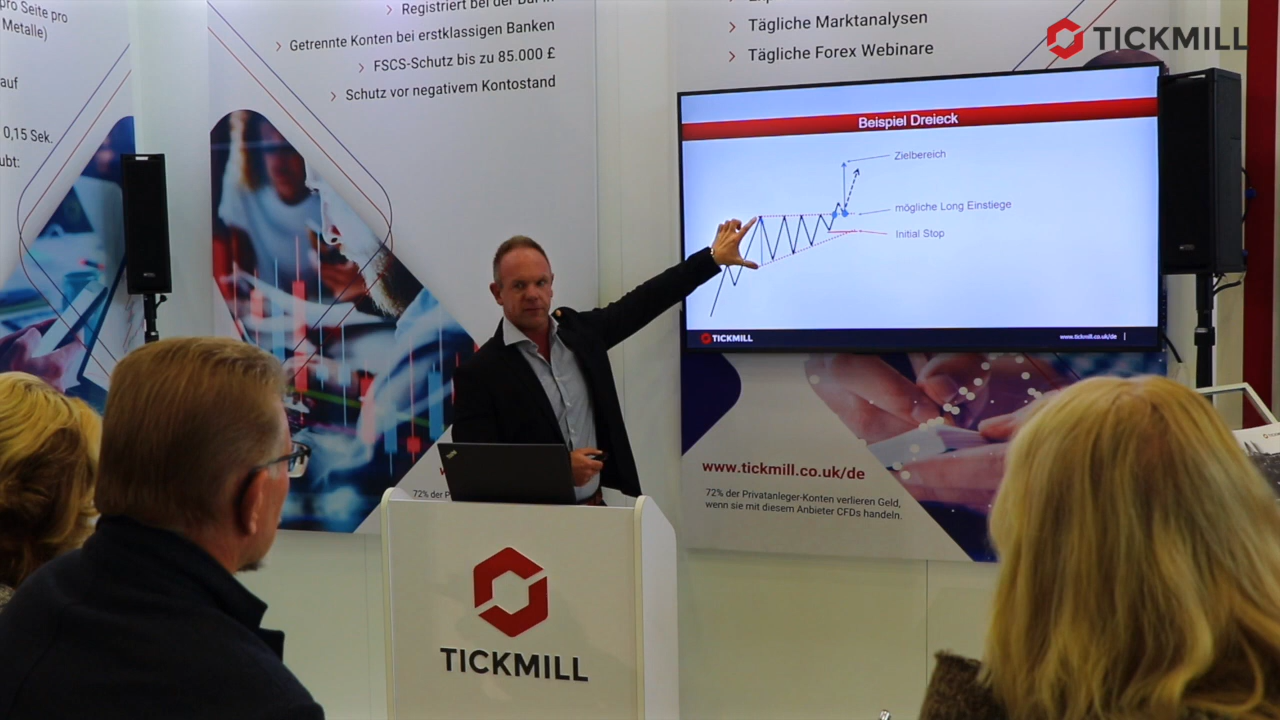 pro Seite pro
Metalle)
auf
0,15 Sek.
Registriert bei der
Getrennte Konten bei erstklassigen Banken
FSCS-Schutz bis zu 85.000 £
Schutz vor negativem Kontostand
Tägliche Marktanalysen
Tägliche Forex Webinare
TICKMILL
Beispiel Dreieck
Zielbereich
mögliche Long Einstiege
Initial Stop
TICKMILL
www.tickmill.co.uk/de
www.tickmill.co.uk/de
72% der Privatanleger-Konten verlieren Geld,
wenn sie mit diesem Anbieter CFDs handeln.
72% der P
TICKMILL